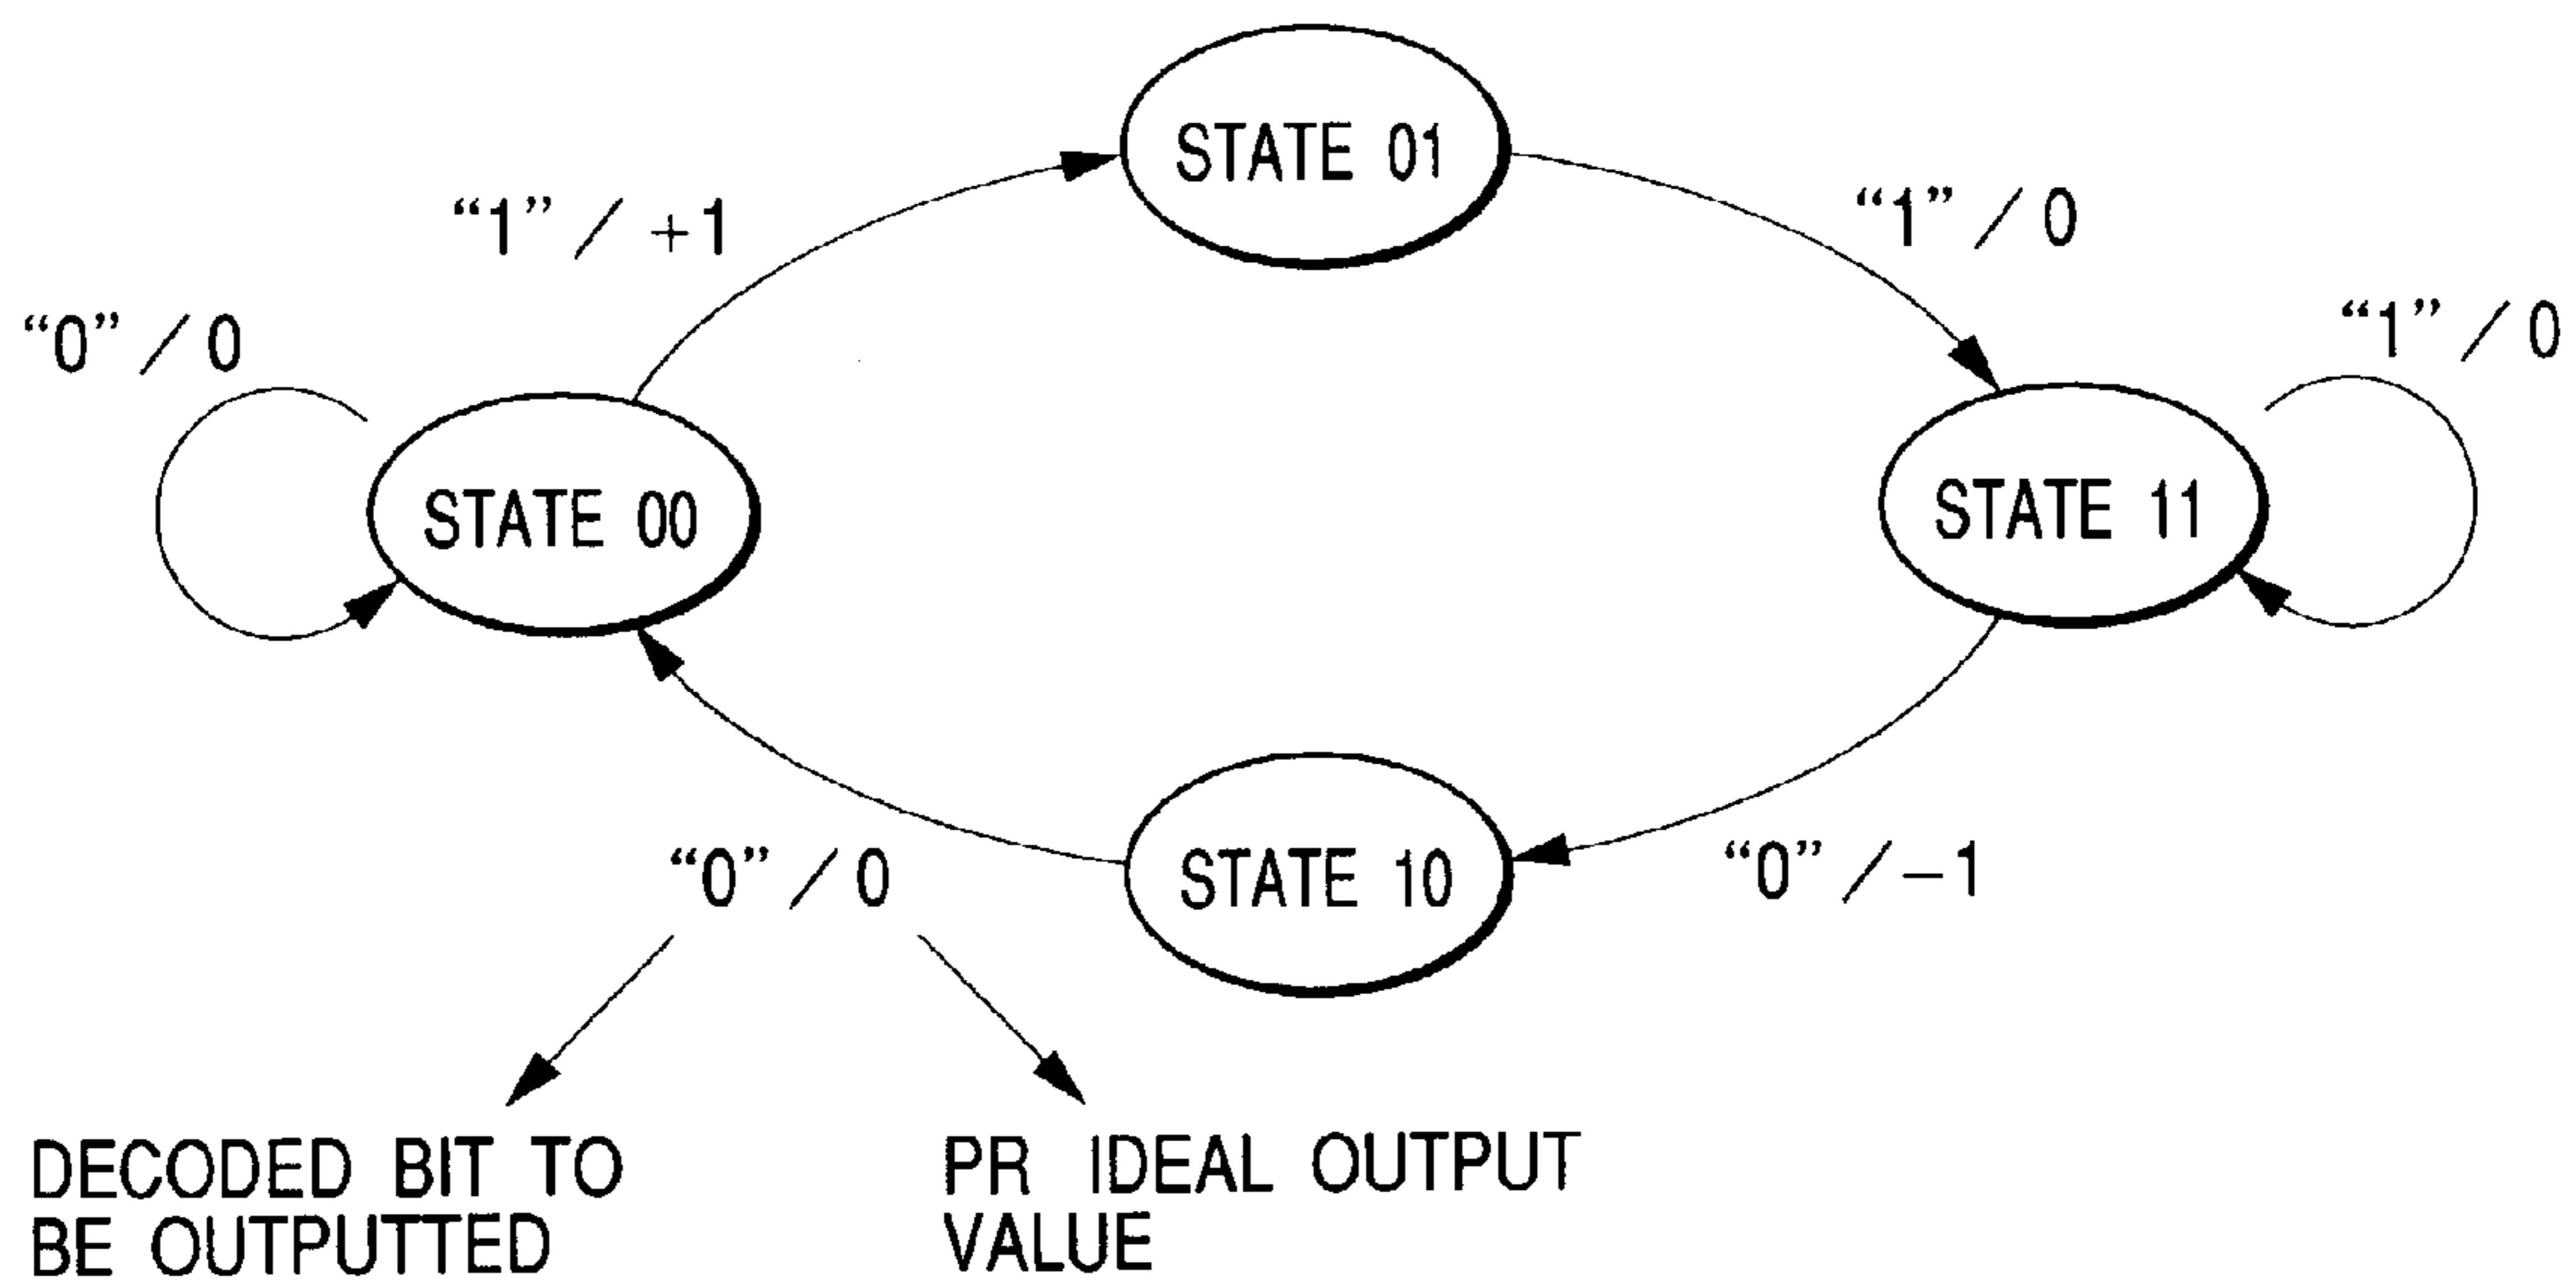 STATE 01
“1” / +1
“1” / 0
“0” / 0
“1” / 0
STATE 00
STATE 11
“0” / 0
STATE 10
“0” / −1
DECODED BIT TO
BE OUTPUTTED
PR IDEAL OUTPUT
VALUE